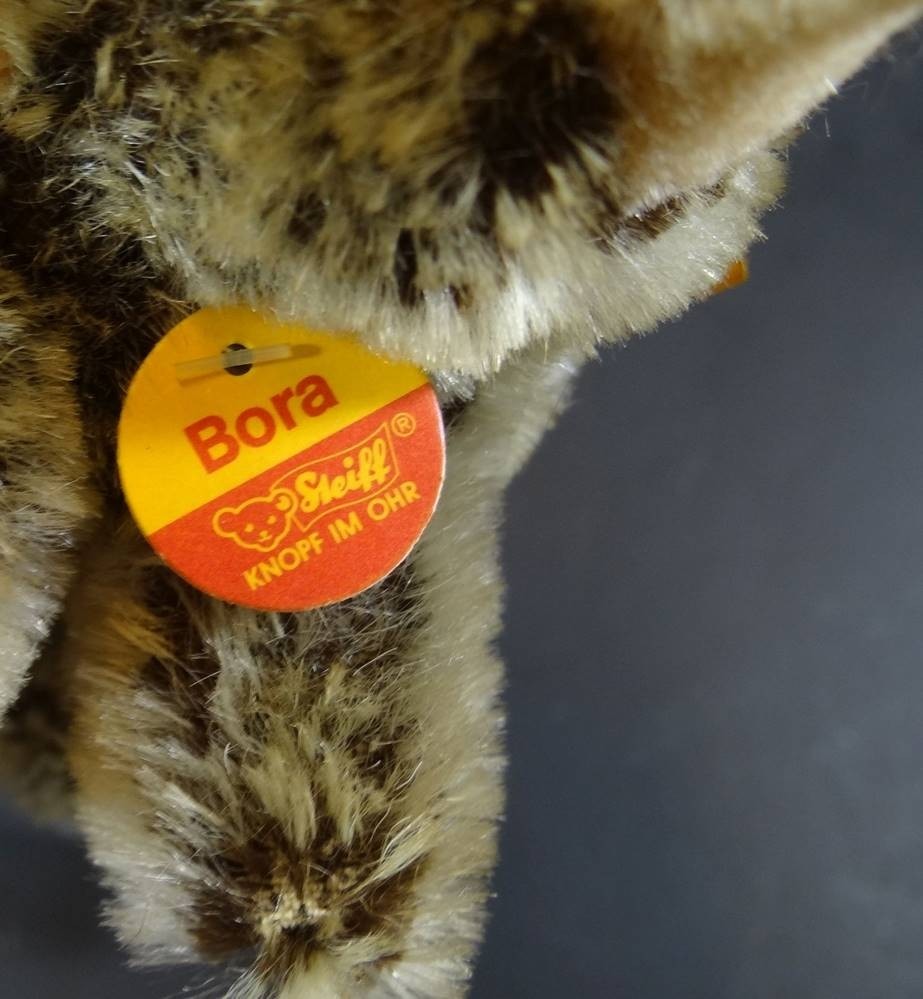 Bora
Steiff ®
KNOPF IM OHR